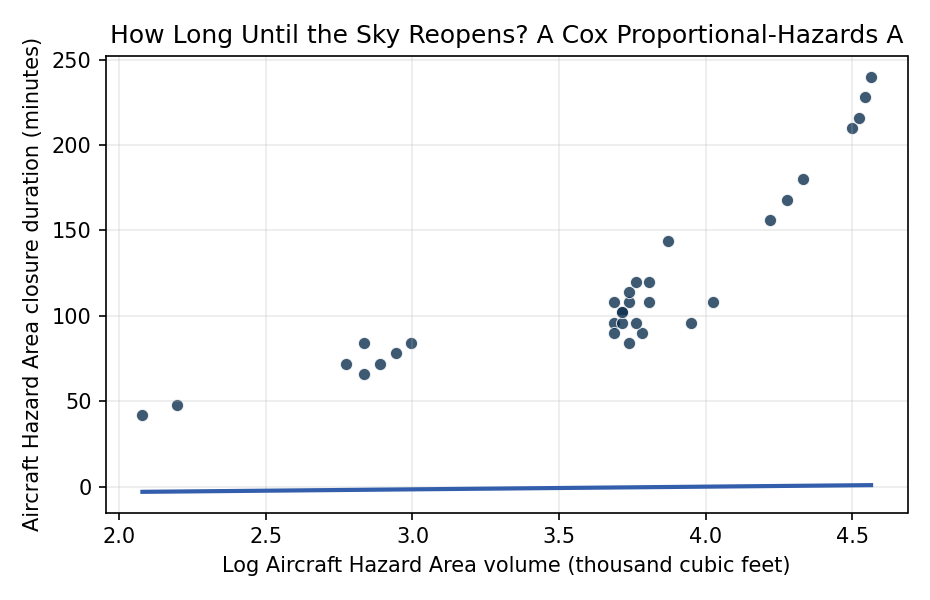 How Long Until the Sky Reopens? A Cox Proportional-Hazards A
Aircraft Hazard Area closure duration (minutes)
250
200
150
100
50
0
2.0 2.5 3.0 3.5 4.0 4.5
Log Aircraft Hazard Area volume (thousand cubic feet)